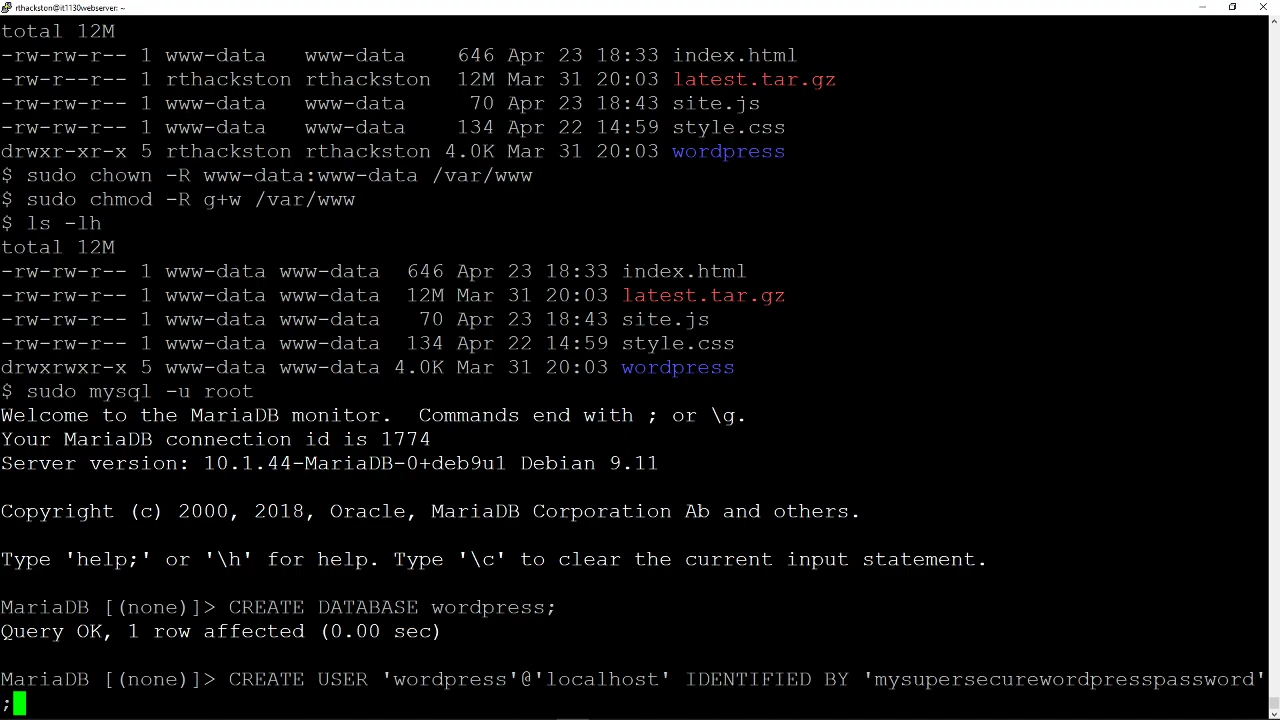 rthackston@it1130webserver: ~
total 12M
-rw-rw-r-- 1 www-data   www-data    646 Apr 23 18:33 index.html
-rw-r--r-- 1 rthackston rthackston  12M Mar 31 20:03 latest.tar.gz
-rw-rw-r-- 1 www-data   www-data     70 Apr 23 18:43 site.js
-rw-rw-r-- 1 www-data   www-data    134 Apr 22 14:59 style.css
drwxr-xr-x 5 rthackston rthackston 4.0K Mar 31 20:03 wordpress
$ sudo chown -R www-data:www-data /var/www
$ sudo chmod -R g+w /var/www
$ ls -lh
total 12M
-rw-rw-r-- 1 www-data www-data  646 Apr 23 18:33 index.html
-rw-rw-r-- 1 www-data www-data  12M Mar 31 20:03 latest.tar.gz
-rw-rw-r-- 1 www-data www-data   70 Apr 23 18:43 site.js
-rw-rw-r-- 1 www-data www-data  134 Apr 22 14:59 style.css
drwxrwxr-x 5 www-data www-data 4.0K Mar 31 20:03 wordpress
$ sudo mysql -u root
Welcome to the MariaDB monitor.  Commands end with ; or \g.
Your MariaDB connection id is 1774
Server version: 10.1.44-MariaDB-0+deb9u1 Debian 9.11

Copyright (c) 2000, 2018, Oracle, MariaDB Corporation Ab and others.

Type 'help;' or '\h' for help. Type '\c' to clear the current input statement.

MariaDB [(none)]> CREATE DATABASE wordpress;
Query OK, 1 row affected (0.00 sec)

MariaDB [(none)]> CREATE USER 'wordpress'@'localhost' IDENTIFIED BY 'mysupersecurewordpresspassword'
;